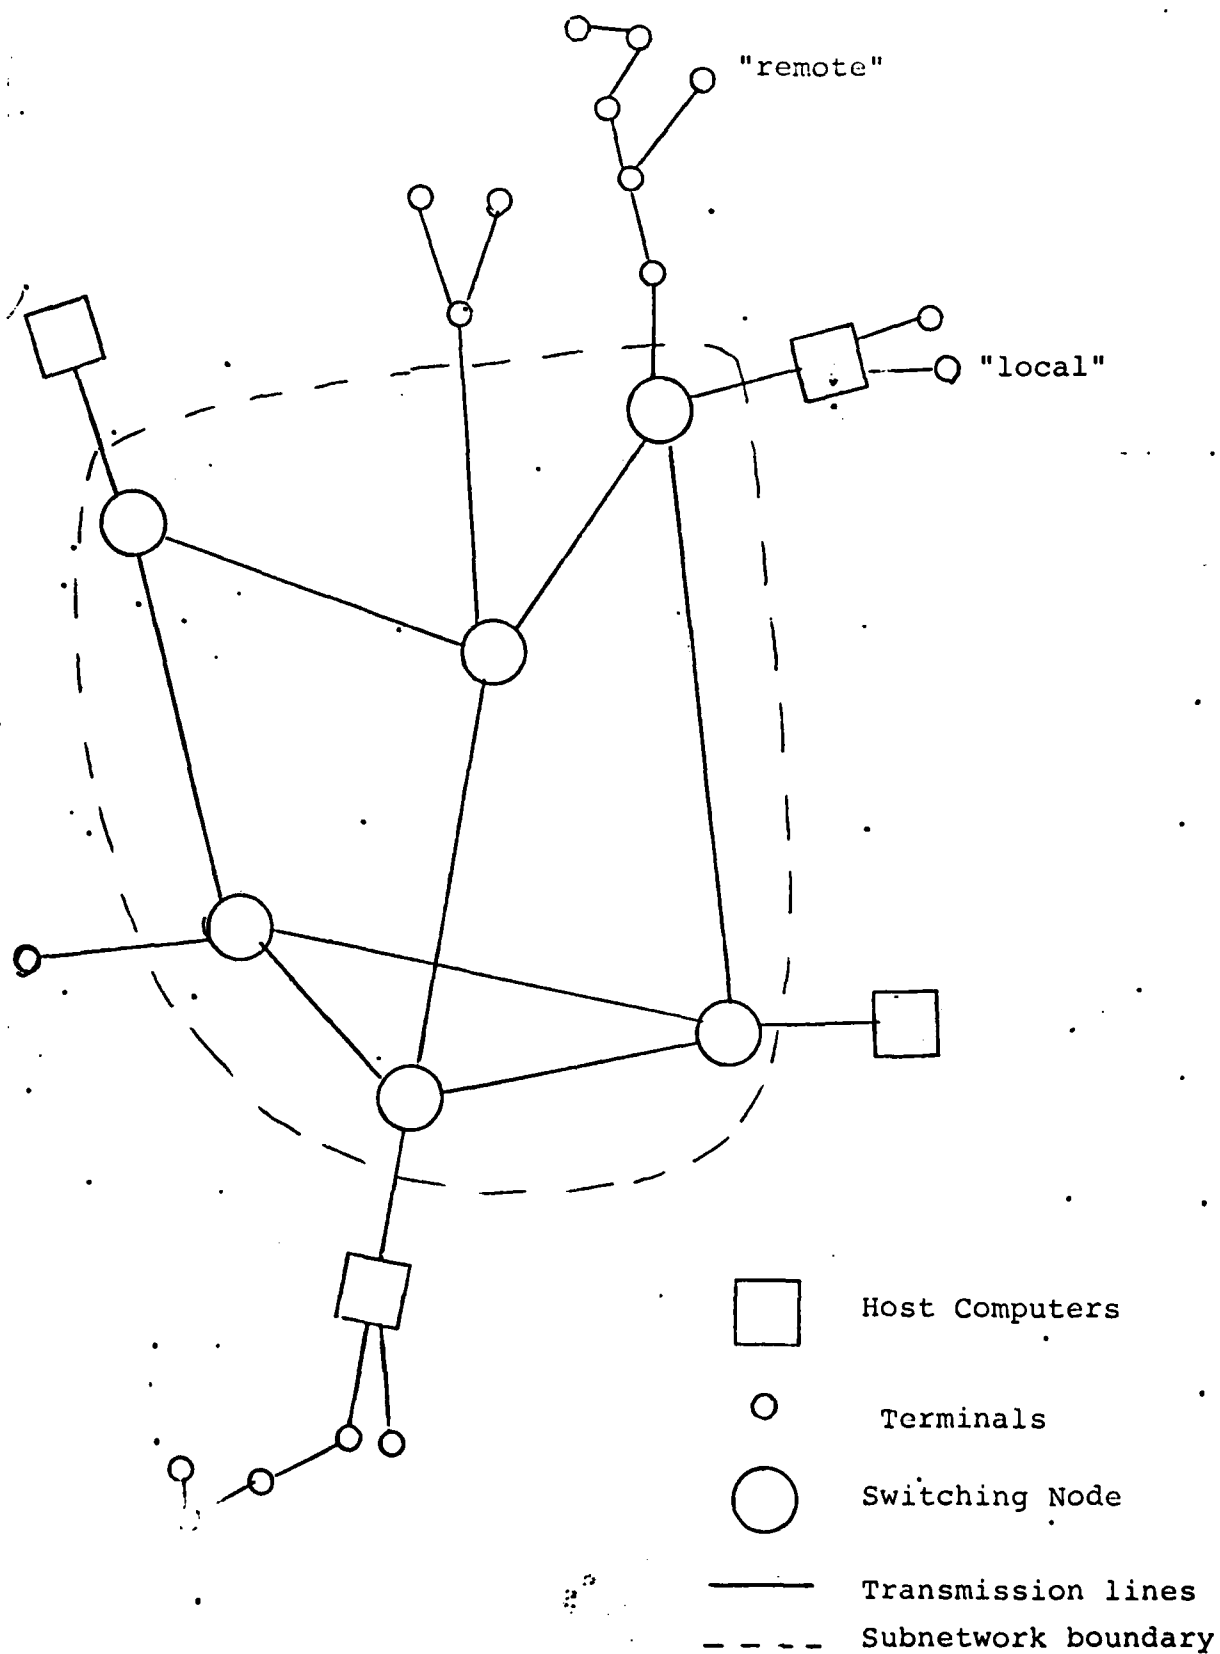 "remote"
"local"
Host Computers
Terminals
Switching Node
Transmission lines
Subnetwork boundary